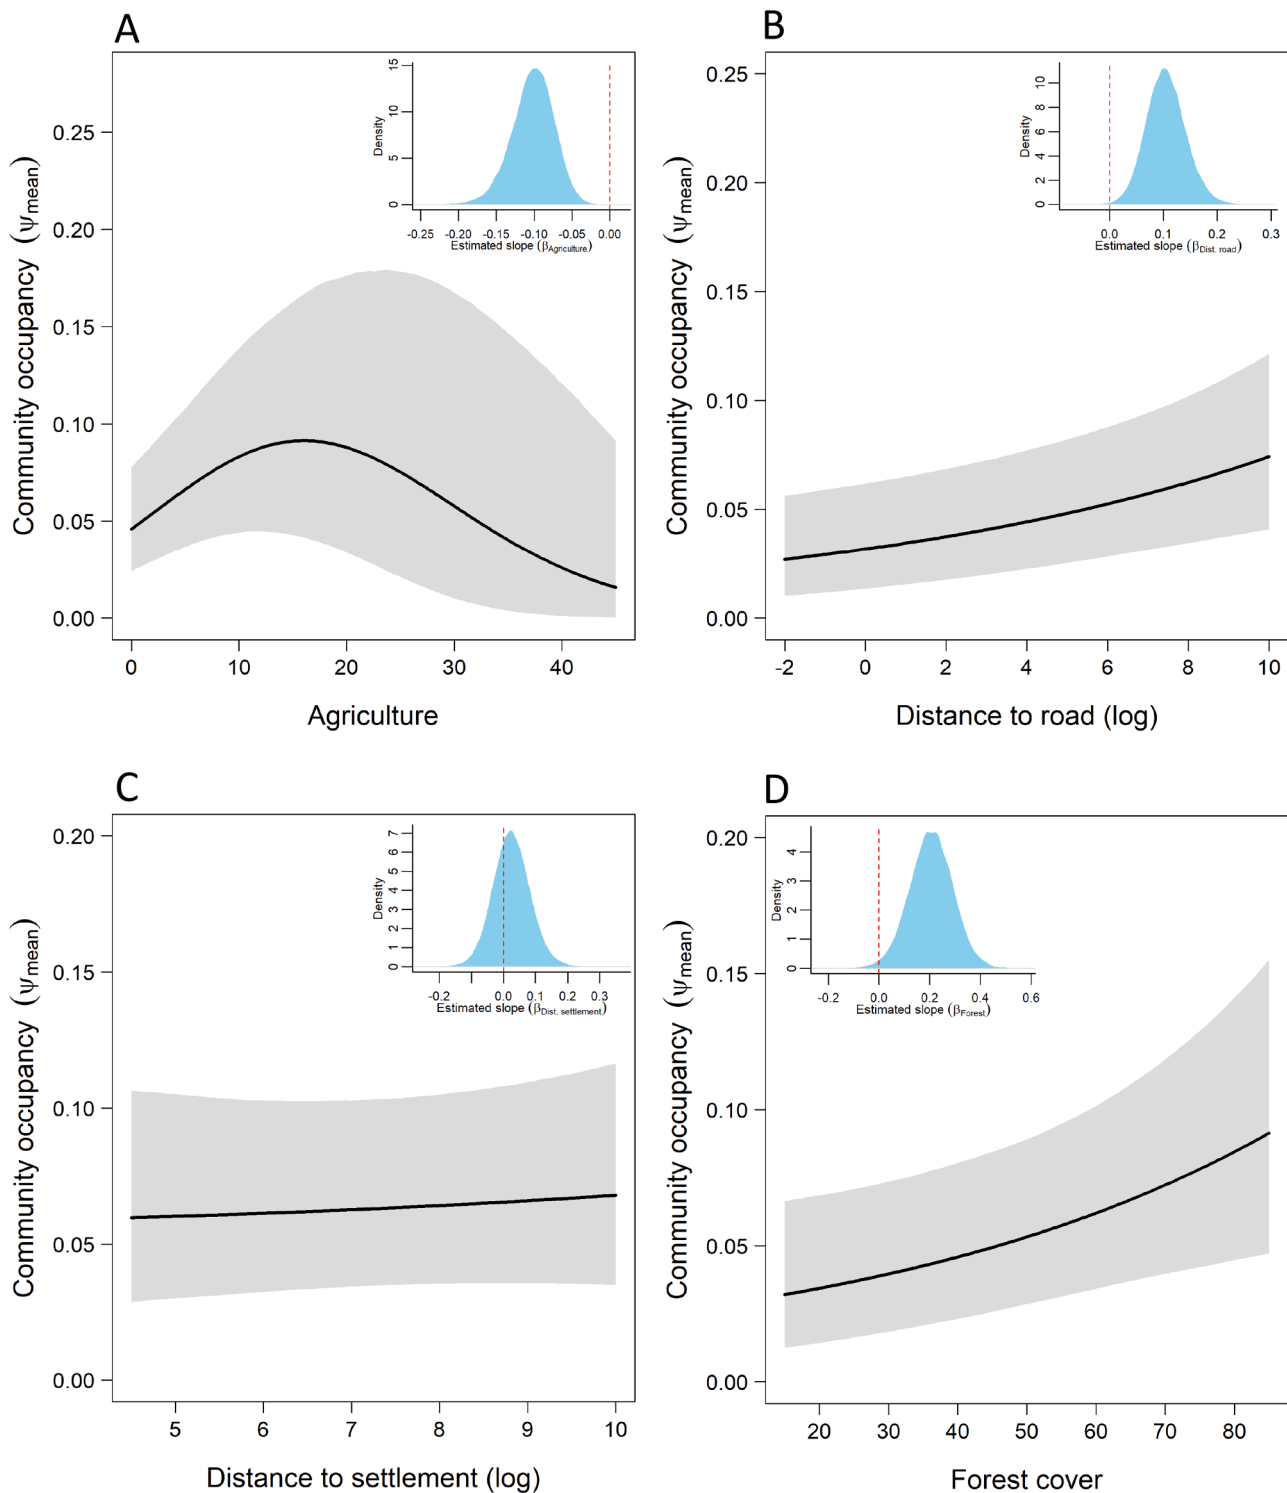 A
Community occupancy (ψmean)
0.25
0.20
0.15
0.10
0.05
0.00
0 10 20 30 40
Agriculture
Density
15
10
5
0
-0.25 -0.20 -0.15 -0.10 -0.05 0.00
Estimated slope (βAgriculture)
B
Community occupancy (ψmean)
0.25
0.20
0.15
0.10
0.05
0.00
-2 0 2 4 6 8 10
Distance to road (log)
Density
10
8
6
4
2
0
0.0 0.1 0.2 0.3
Estimated slope (βDist. road)
C
Community occupancy (ψmean)
0.20
0.15
0.10
0.05
0.00
5 6 7 8 9 10
Distance to settlement (log)
Density
7
6
5
4
3
2
1
0
-0.2 0.0 0.1 0.2 0.3
Estimated slope (βDist. settlement)
D
Community occupancy (ψmean)
0.20
0.15
0.10
0.05
0.00
20 30 40 50 60 70 80
Forest cover
Density
4
3
2
1
0
-0.2 0.0 0.2 0.4 0.6
Estimated slope (βForest)